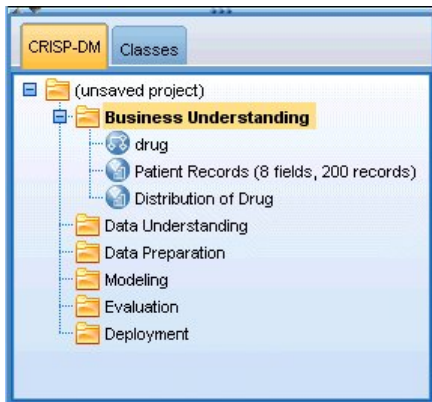 CRISP-DM Classes
(unsaved project)
Business Understanding
drug
Patient Records (8 fields, 200 records)
Distribution of Drug
Data Understanding
Data Preparation
Modeling
Evaluation
Deployment